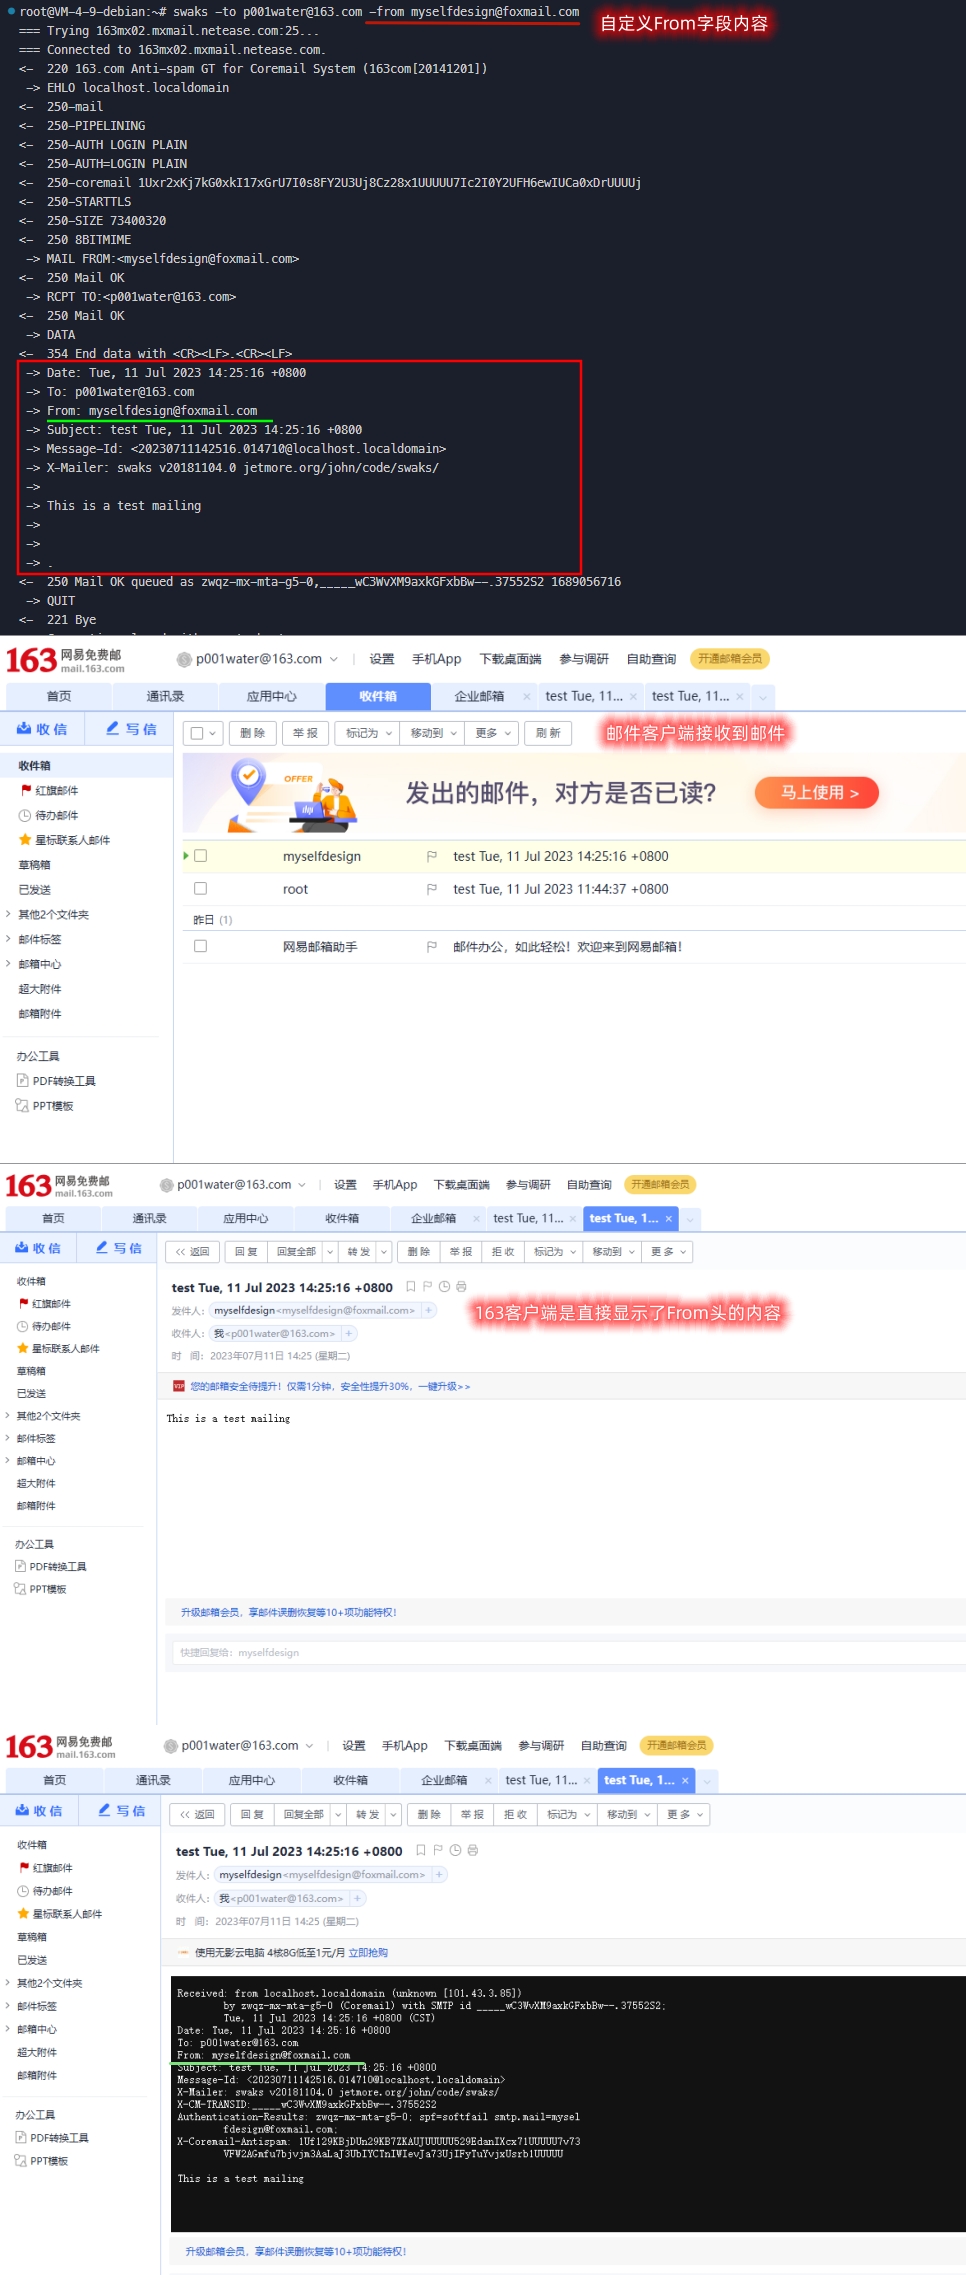 root@VM-4-9-debian:~# swaks -to p001water@163.com -from myselfdesign@foxmail.com
自定义From字段内容
=== Trying 163mx02.mxmail.netease.com:25...
=== Connected to 163mx02.mxmail.netease.com.
<-  220 163.com Anti-spam GT for Coremail System (163com[20141201])
 -> EHLO localhost.localdomain
<-  250-mail
<-  250-PIPELINING
<-  250-AUTH LOGIN PLAIN
<-  250-AUTH=LOGIN PLAIN
<-  250-coremail 1Uxr2xKj7kG0xkI17xGrU7I0s8FY2U3Uj8Cz28x1UUUUU7Ic2I0Y2UFH6ewIUCa0xDrUUUUj
<-  250-STARTTLS
<-  250-SIZE 73400320
<-  250 8BITMIME
 -> MAIL FROM:<myselfdesign@foxmail.com>
<-  250 Mail OK
 -> RCPT TO:<p001water@163.com>
<-  250 Mail OK
 -> DATA
<-  354 End data with <CR><LF>.<CR><LF>
 -> Date: Tue, 11 Jul 2023 14:25:16 +0800
 -> To: p001water@163.com
 -> From: myselfdesign@foxmail.com
 -> Subject: test Tue, 11 Jul 2023 14:25:16 +0800
 -> Message-Id: <20230711142516.014710@localhost.localdomain>
 -> X-Mailer: swaks v20181104.0 jetmore.org/john/code/swaks/
 ->
 -> This is a test mailing
 ->
 ->
 -> .
<-  250 Mail OK queued as zwqz-mx-mta-g5-0,_____wC3WvXM9axkGFxbBw--.37552S2 1689056716
 -> QUIT
<-  221 Bye
163 网易免费邮 mail.163.com p001water@163.com 设置 手机App 下载桌面端 参与调研 自助查询 开通邮箱会员
首页 通讯录 应用中心 收件箱 企业邮箱 × test Tue, 11... × test Tue, 11... ×
收 信 写 信 删 除 举 报 标记为 移动到 更多 刷 新
邮件客户端接收到邮件
收件箱
红旗邮件
待办邮件
星标联系人邮件
草稿箱
已发送
其他2个文件夹
邮件标签
邮箱中心
超大附件
邮箱附件
办公工具
PDF转换工具
PPT模板
OFFER
发出的邮件，对方是否已读？ 马上使用 >
myselfdesign test Tue, 11 Jul 2023 14:25:16 +0800
root test Tue, 11 Jul 2023 11:44:37 +0800
昨日 (1)
网易邮箱助手 邮件办公，如此轻松！欢迎来到网易邮箱！
163 网易免费邮 mail.163.com p001water@163.com 设置 手机App 下载桌面端 参与调研 自助查询 开通邮箱会员
首页 通讯录 应用中心 收件箱 企业邮箱 × test Tue, 11... × test Tue, 1... ×
收 信 写 信 << 返回 回 复 回复全部 转 发 删 除 举 报 拒 收 标记为 移动到 更 多
收件箱
红旗邮件
待办邮件
星标联系人邮件
草稿箱
已发送
其他2个文件夹
邮件标签
邮箱中心
超大附件
邮箱附件
办公工具
PDF转换工具
PPT模板
test Tue, 11 Jul 2023 14:25:16 +0800
发件人： myselfdesign<myselfdesign@foxmail.com> +
163客户端是直接显示了From头的内容
收件人： 我<p001water@163.com> +
时 间： 2023年07月11日 14:25 (星期二)
VIP 您的邮箱安全待提升！仅需1分钟，安全性提升30%，一键升级>>
This is a test mailing
升级邮箱会员，享邮件误删恢复等10+项功能特权！
快捷回复给：myselfdesign
163 网易免费邮 mail.163.com p001water@163.com 设置 手机App 下载桌面端 参与调研 自助查询 开通邮箱会员
首页 通讯录 应用中心 收件箱 企业邮箱 × test Tue, 11... × test Tue, 1... ×
收 信 写 信 << 返回 回 复 回复全部 转 发 删 除 举 报 拒 收 标记为 移动到 更 多
收件箱
红旗邮件
待办邮件
星标联系人邮件
草稿箱
已发送
其他2个文件夹
邮件标签
邮箱中心
超大附件
邮箱附件
办公工具
PDF转换工具
PPT模板
test Tue, 11 Jul 2023 14:25:16 +0800
发件人： myselfdesign<myselfdesign@foxmail.com> +
收件人： 我<p001water@163.com> +
时 间： 2023年07月11日 14:25 (星期二)
使用无影云电脑 4核8G低至1元/月 立即抢购
Received: from localhost.localdomain (unknown [101.43.3.85])
by zwqz-mx-mta-g5-0 (Coremail) with SMTP id _____wC3WvXM9axkGFxbBw--.37552S2;
Tue, 11 Jul 2023 14:25:16 +0800 (CST)
Date: Tue, 11 Jul 2023 14:25:16 +0800
To: p001water@163.com
From: myselfdesign@foxmail.com
Subject: test Tue, 11 Jul 2023 14:25:16 +0800
Message-Id: <20230711142516.014710@localhost.localdomain>
X-Mailer: swaks v20181104.0 jetmore.org/john/code/swaks/
X-CM-TRANSID:_____wC3WvXM9axkGFxbBw--.37552S2
Authentication-Results: zwqz-mx-mta-g5-0; spf=softfail smtp.mail=mysel
fdesign@foxmail.com;
X-Coremail-Antispam: 1Uf129KBjDUn29KB7ZKAUJUUUUU529EdanIXcx71UUUUU7v73
VFW2AGmfu7bjvjm3AaLaJ3UbIYCTnIWIevJa73UjIFyTuYvjxUsrb1UUUUU
This is a test mailing
升级邮箱会员，享邮件误删恢复等10+项功能特权！